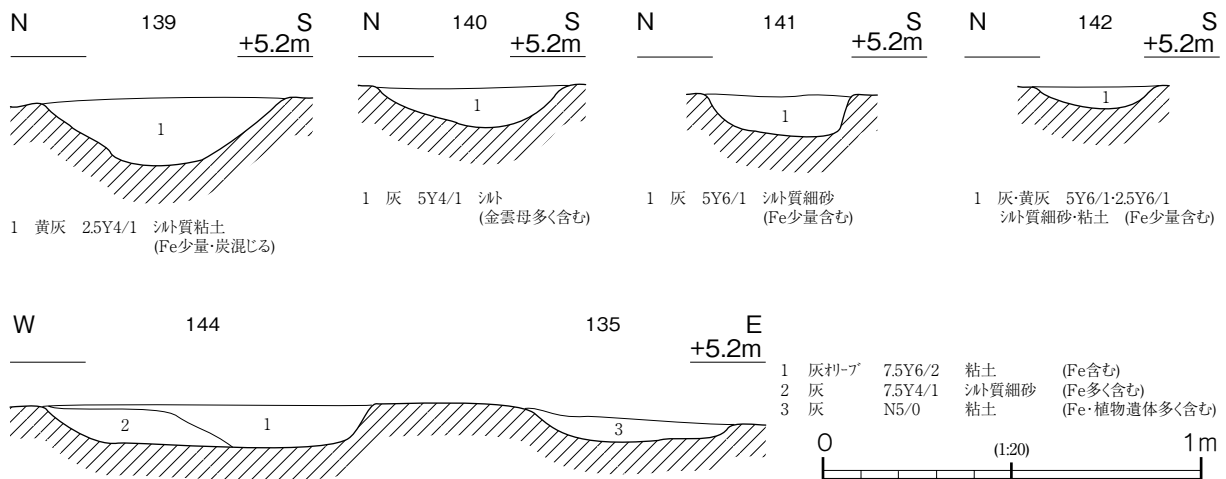 N 139 S
+5.2m
1
1 黄灰 2.5Y4/1 ｼﾙﾄ質粘土
(Fe少量･炭混じる)
N 140 S
+5.2m
1
1 灰 5Y4/1 ｼﾙﾄ
(金雲母多く含む)
N 141 S
+5.2m
1
1 灰 5Y6/1 ｼﾙﾄ質細砂
(Fe少量含む)
N 142 S
+5.2m
1
1 灰･黄灰 5Y6/1･2.5Y6/1
ｼﾙﾄ質細砂･粘土 (Fe少量含む)
W 144 135 E
+5.2m
2 1 3
1 灰ｵﾘｰﾌﾞ 7.5Y6/2 粘土 (Fe含む)
2 灰 7.5Y4/1 ｼﾙﾄ質細砂 (Fe多く含む)
3 灰 N5/0 粘土 (Fe･植物遺体多く含む)
0 (1:20) 1m